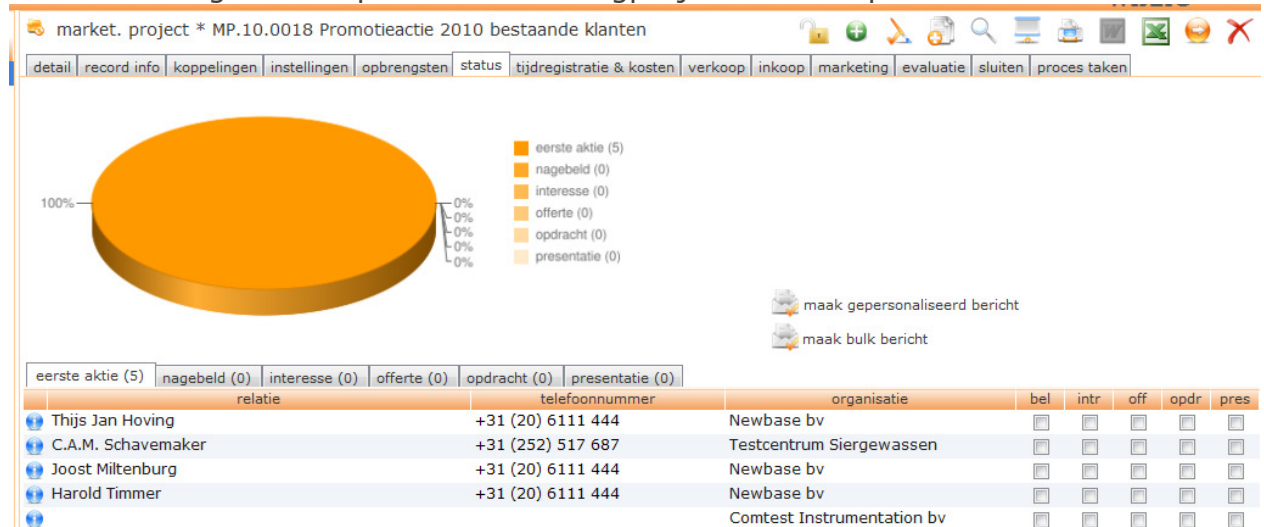 market. project * MP.10.0018 Promotieactie 2010 bestaande klanten
detail record info koppelingen instellingen opbrengsten status tijdregistratie & kosten verkoop inkoop marketing evaluatie sluiten proces taken
eerste aktie (5)
nagebeld (0)
interesse (0)
offerte (0)
opdracht (0)
presentatie (0)
100%
0%
0%
0%
0%
0%
maak gepersonaliseerd bericht
maak bulk bericht
eerste aktie (5) nagebeld (0) interesse (0) offerte (0) opdracht (0) presentatie (0)
relatie telefoonnummer organisatie bel intr off opdr pres
Thijs Jan Hoving +31 (20) 6111 444 Newbase bv
C.A.M. Schavemaker +31 (252) 517 687 Testcentrum Siergewassen
Joost Miltenburg +31 (20) 6111 444 Newbase bv
Harold Timmer +31 (20) 6111 444 Newbase bv
Comtest Instrumentation bv